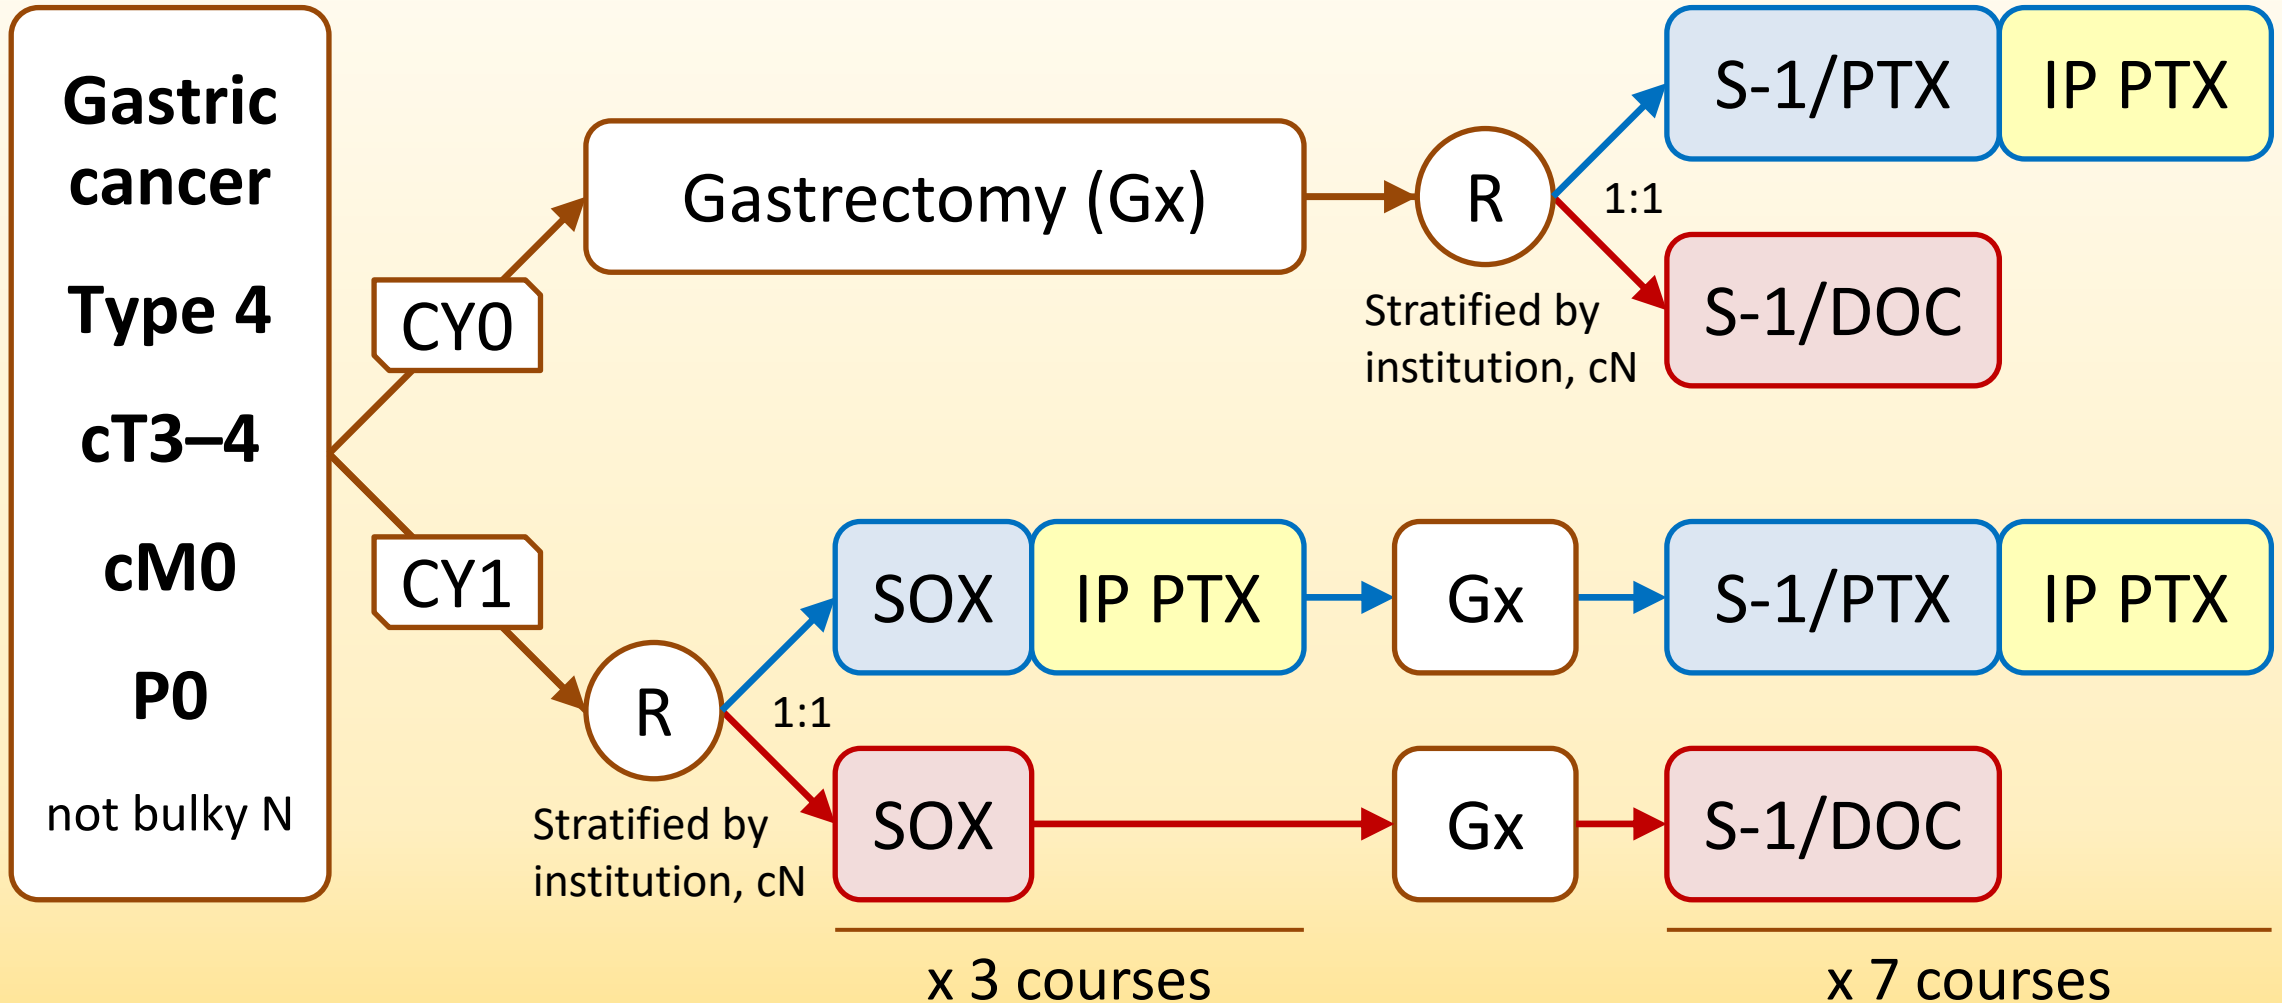 Gastric
cancer
Type 4
cT3–4
cM0
P0
not bulky N
CY0
Gastrectomy (Gx)
R
1:1
Stratified by
institution, cN
S-1/PTX
IP PTX
S-1/DOC
CY1
R
1:1
Stratified by
institution, cN
SOX
IP PTX
Gx
S-1/PTX
IP PTX
SOX
Gx
S-1/DOC
x 3 courses
x 7 courses